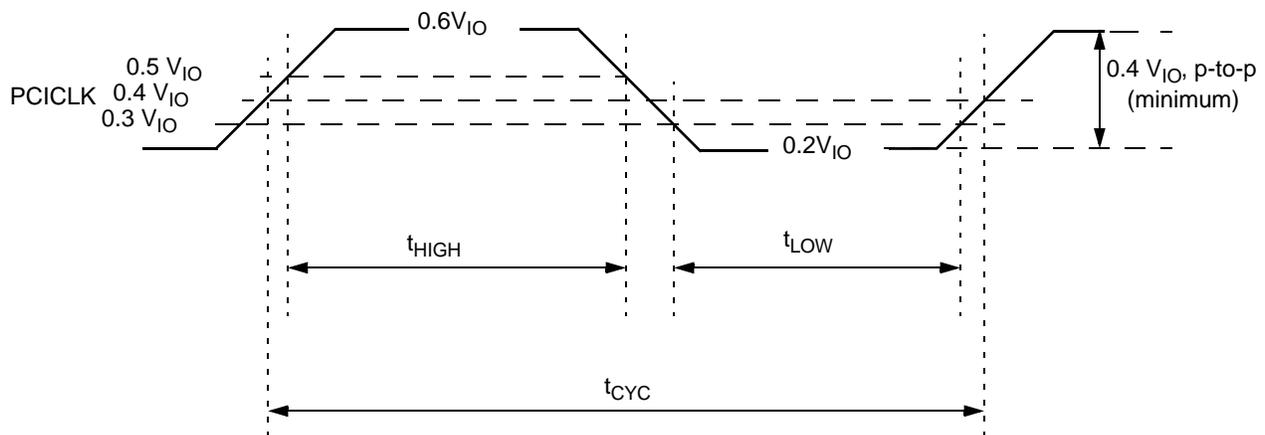 0.6V_IO
0.5 V_IO
PCICLK 0.4 V_IO
0.3 V_IO
0.4 V_IO, p-to-p
(minimum)
0.2V_IO
t_HIGH
t_LOW
t_CYC